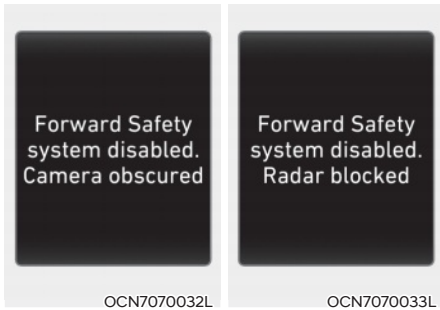 Forward Safety
system disabled.
Camera obscured
OCN7070032L
Forward Safety
system disabled.
Radar blocked
OCN7070033L